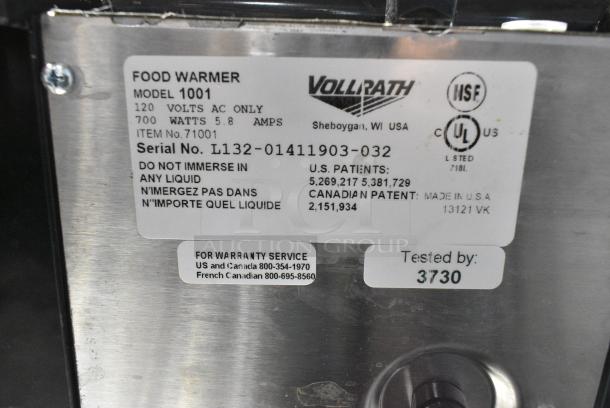 FOOD WARMER
MODEL 1001
120 VOLTS AC ONLY
700 WATTS 5.8 AMPS
ITEM No. 71001
Serial No. L132-01411903-032
VOLLRATH
Sheboygan, WI USA
NSF
C UL US
LISTED
718L
DO NOT IMMERSE IN
ANY LIQUID
N'IMERGEZ PAS DANS
N"IMPORTE QUEL LIQUIDE
U.S. PATENTS:
5,269,217 5,381,729
CANADIAN PATENT:
2,151,934
MADE IN U.S.A
13121 VK
TCI
AUCTION GROUP
FOR WARRANTY SERVICE
US and Canada 800-354-1970
French Canadian 800-695-8560
Tested by:
3730